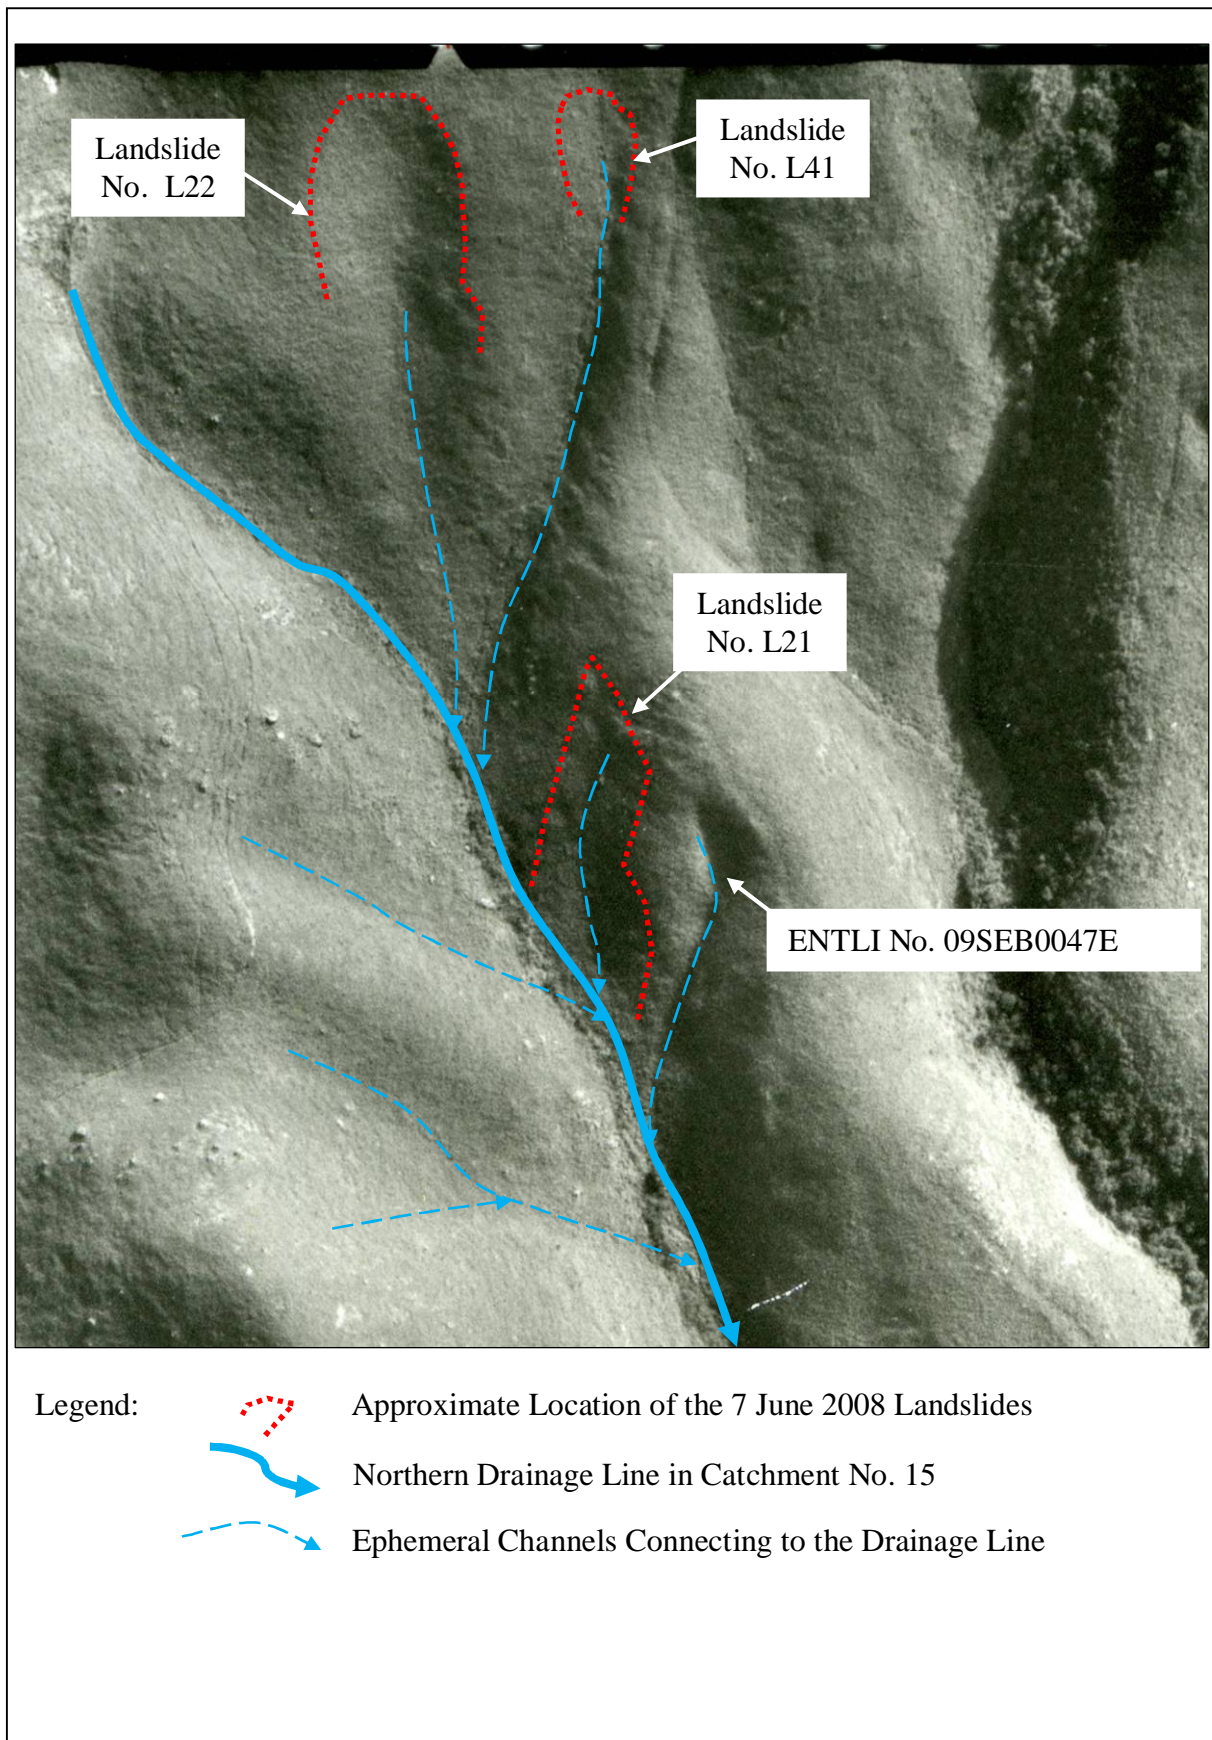 Landslide
No. L22
Landslide
No. L41
Landslide
No. L21
ENTLI No. 09SEB0047E
Legend:
Approximate Location of the 7 June 2008 Landslides
Northern Drainage Line in Catchment No. 15
Ephemeral Channels Connecting to the Drainage Line